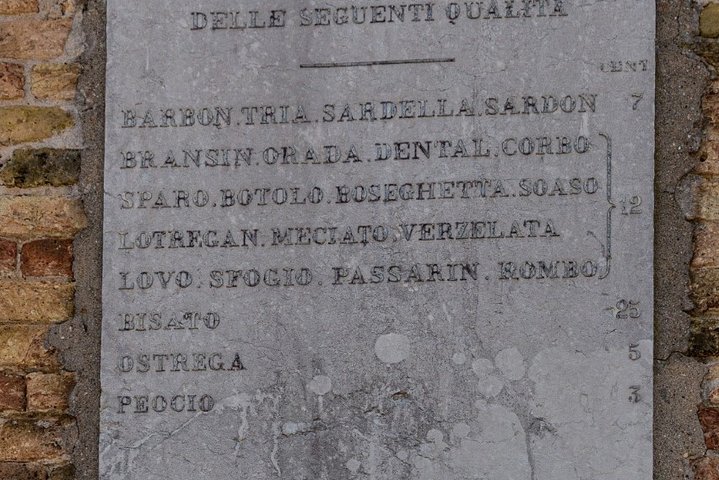 DELLE SEGUENTI QUALITÀ
CENT
BARBON.TRIA.SARDELLA.SARDON 7
BRANSIN.ORADA.DENTAL.CORBO
SPARO.BOTOLO.BOSEGHETTA.SOASO 12
LOTREGAN.MECIATO.VERZELATA
LOVO.SFOGIO.PASSARIN.ROMBO
BISATO 25
OSTREGA 5
PEOCIO 3